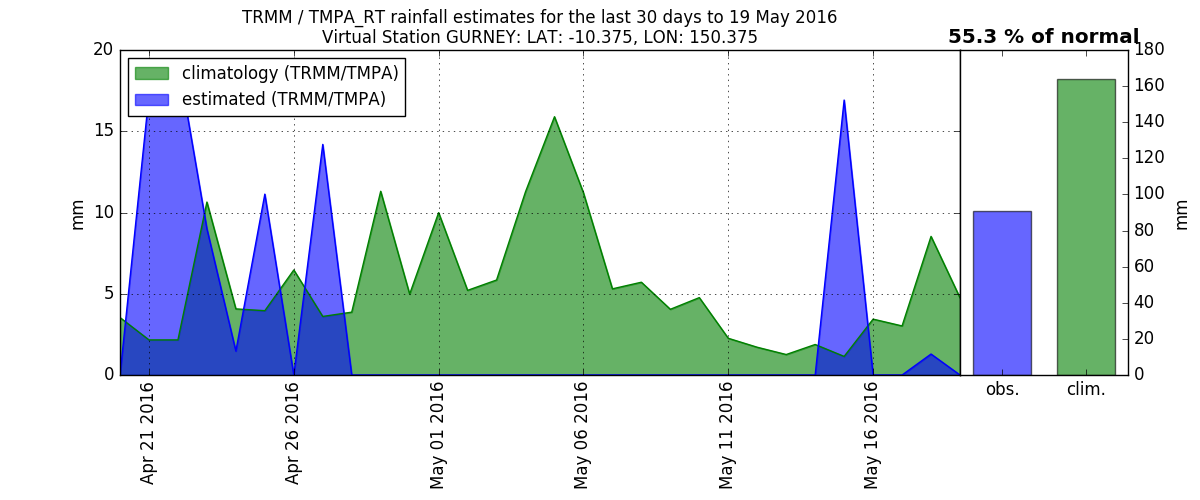 TRMM / TMPA_RT rainfall estimates for the last 30 days to 19 May 2016
Virtual Station GURNEY: LAT: -10.375, LON: 150.375
55.3 % of normal
climatology (TRMM/TMPA)
estimated (TRMM/TMPA)
20
15
10
5
0
mm
Apr 21 2016
Apr 26 2016
May 01 2016
May 06 2016
May 11 2016
May 16 2016
180
160
140
120
100
80
60
40
20
0
mm
obs.
clim.